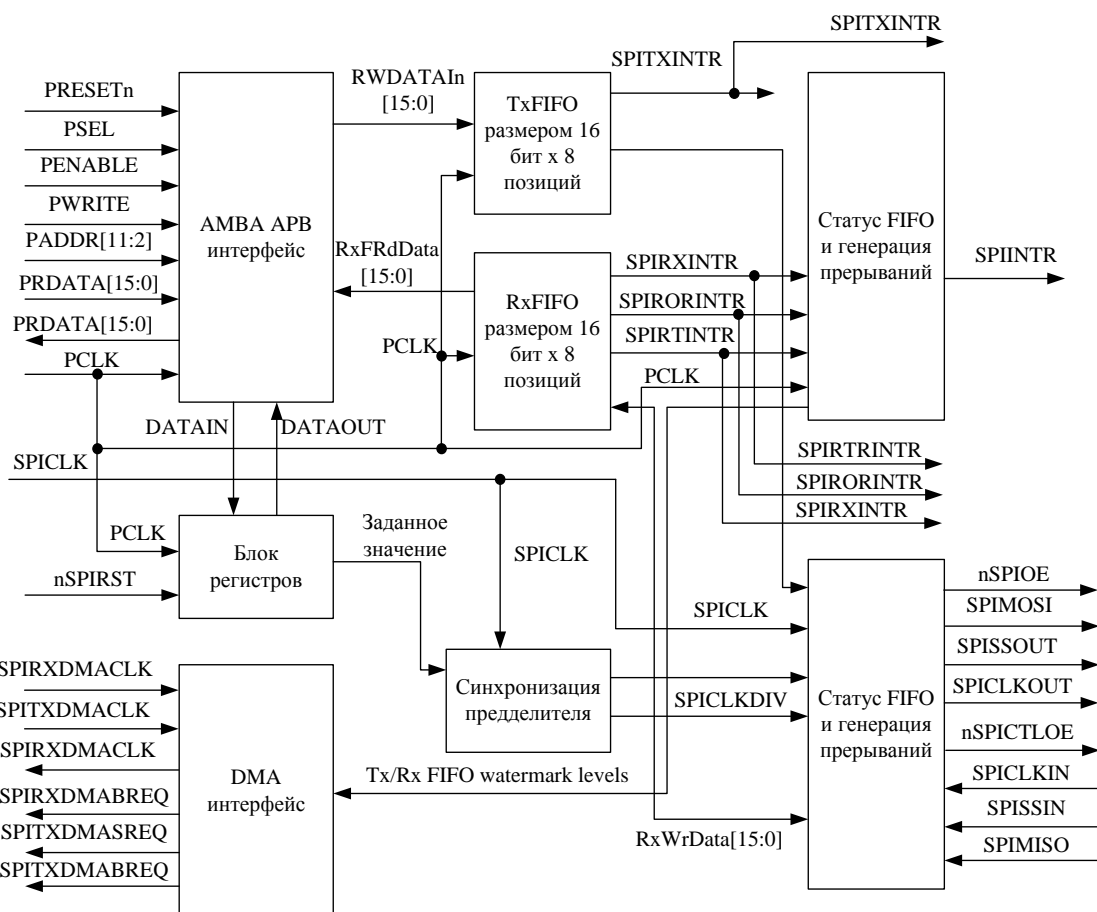 SPITXINTR
SPITXINTR
RWDATAIn
[15:0]
PRESETn
PSEL
PENABLE
PWRITE
PADDR[11:2]
PRDATA[15:0]
PRDATA[15:0]
PCLK
AMBA APB
интерфейс
TxFIFO
размером 16
бит x 8
позиций
RxFRdData
[15:0]
PCLK
RxFIFO
размером 16
бит x 8
позиций
SPIRXINTR
SPIRORINTR
SPIRTINTR
PCLK
Статус FIFO
и генерация
прерываний
SPIINTR
DATAIN
DATAOUT
SPICLK
SPIRTRINTR
SPIRORINTR
SPIRXINTR
PCLK
nSPIRST
Блок
регистров
Заданное
значение
SPICLK
SPICLK
Синхронизация
предделителя
SPICLKDIV
Статус FIFO
и генерация
прерываний
nSPIOE
SPIMOSI
SPISSOUT
SPICLKOUT
nSPICTLOE
SPICLKIN
SPISSIN
SPIMISO
SPIRXDMACLK
SPITXDMACLK
SPIRXDMACLK
SPIRXDMABREQ
SPITXDMASREQ
SPITXDMABREQ
DMA
интерфейс
Tx/Rx FIFO watermark levels
RxWrData[15:0]